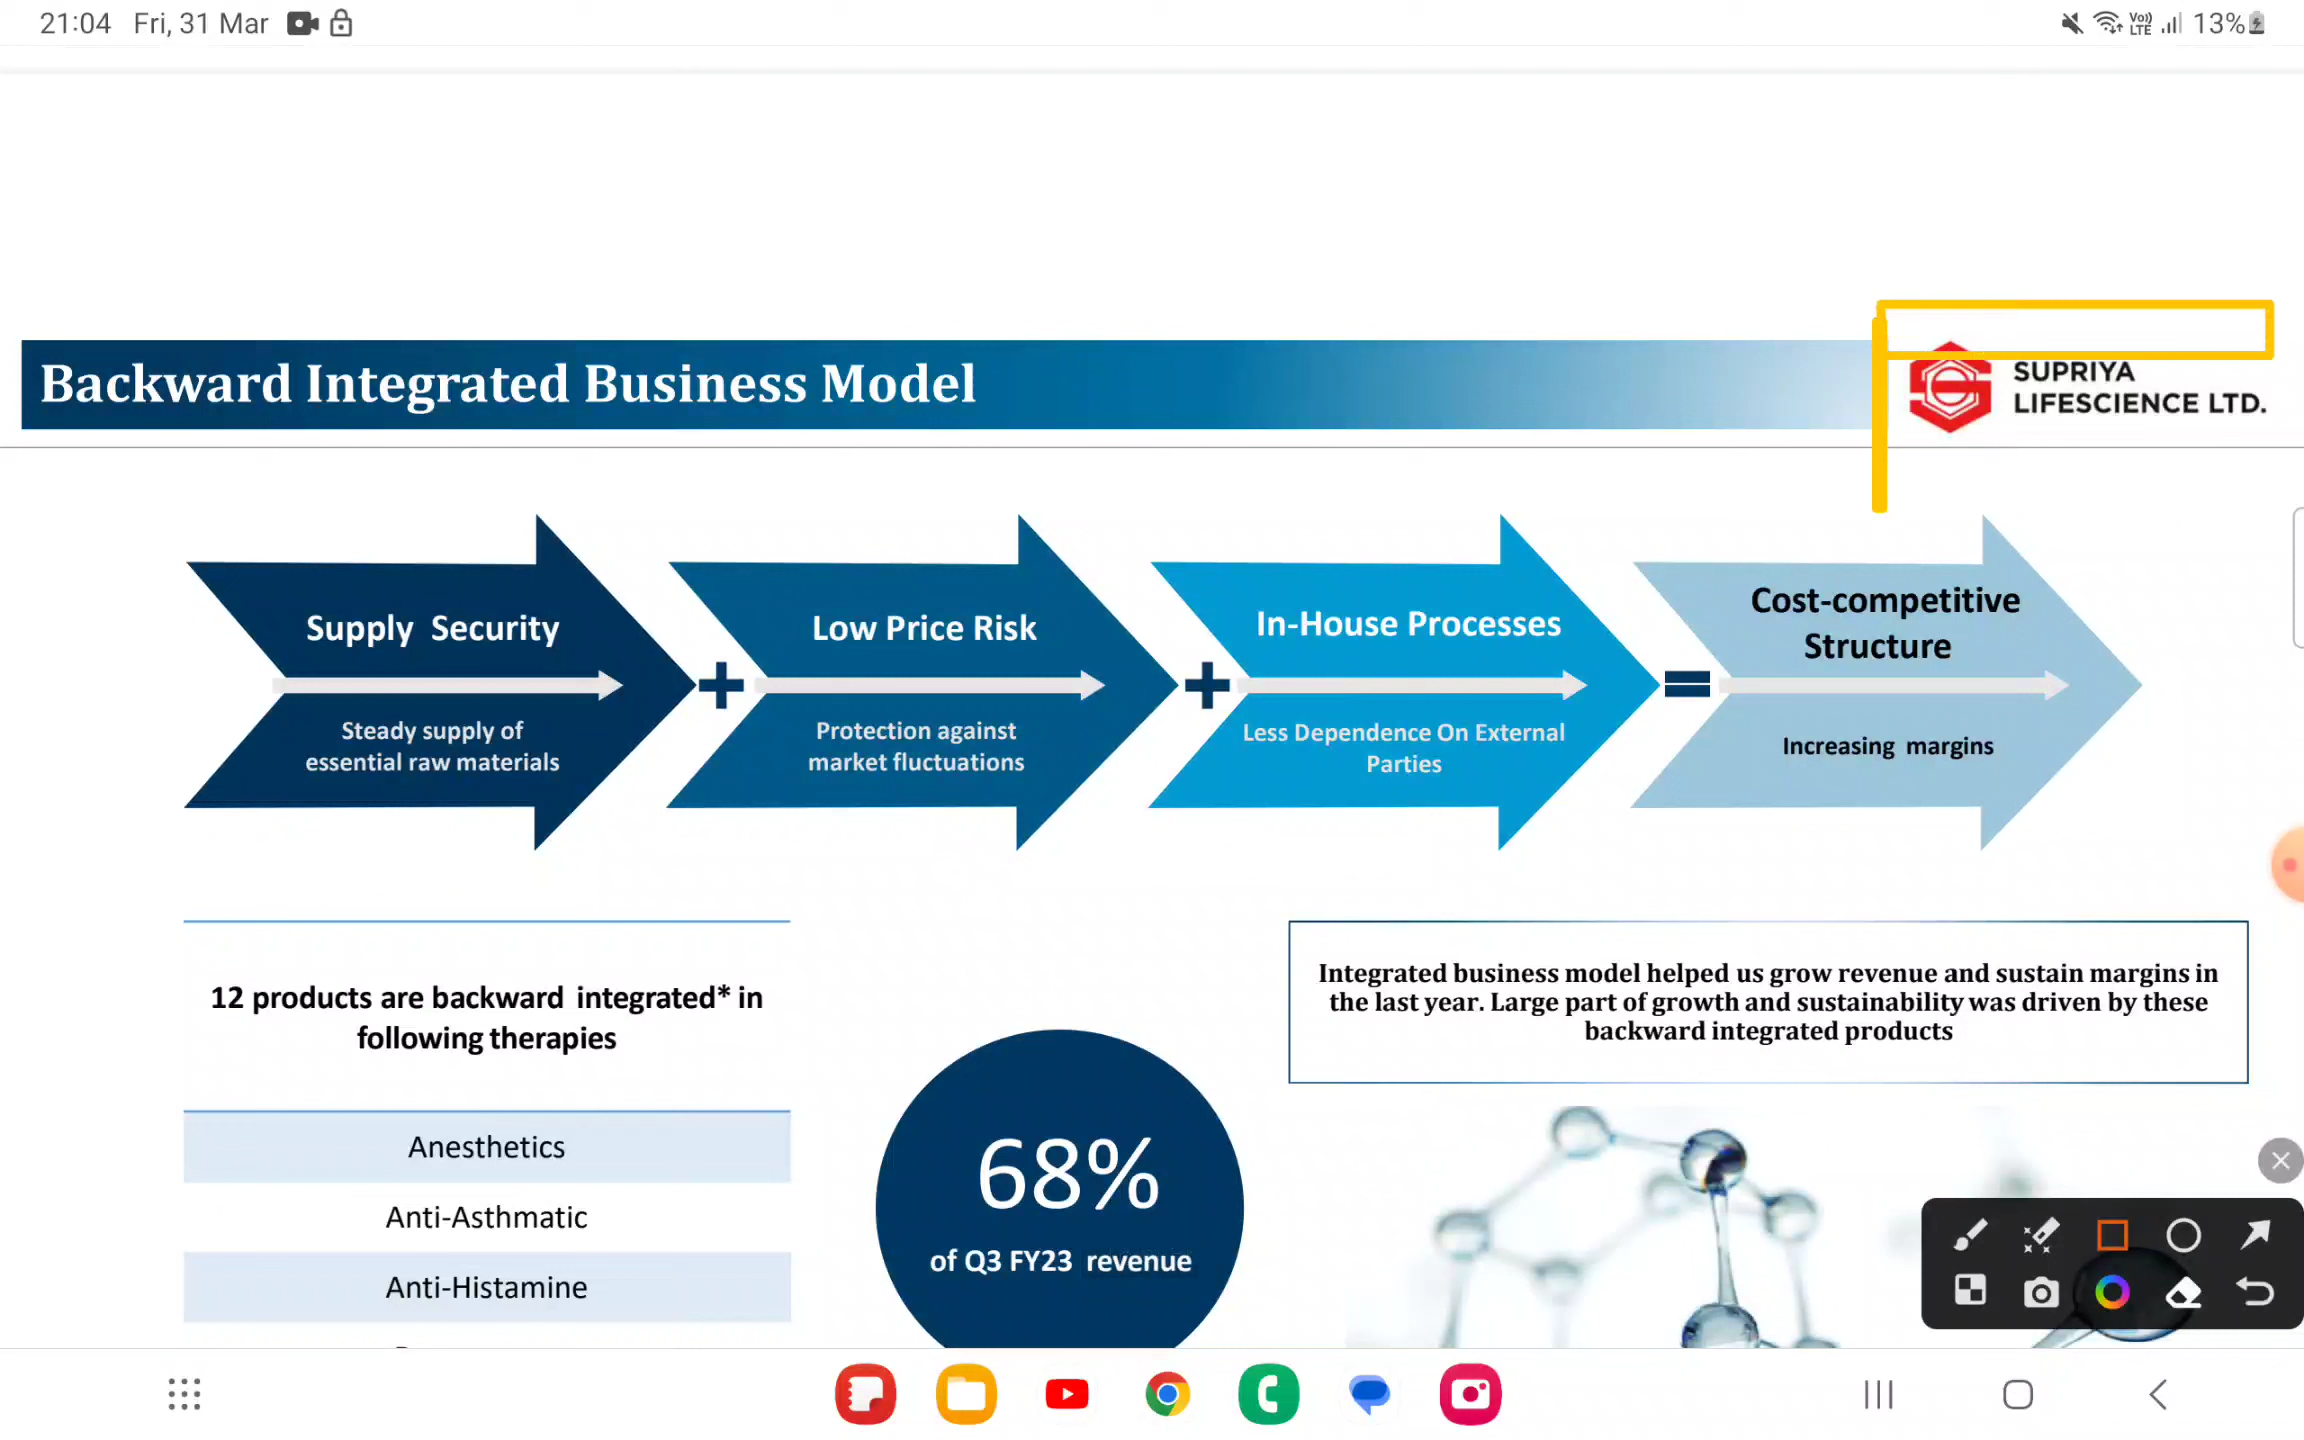 21:04 Fri, 31 Mar
Vo))
LTE
13%
Backward Integrated Business Model
SUPRIYA
LIFESCIENCE LTD.
Supply Security
Steady supply of
essential raw materials
Low Price Risk
Protection against
market fluctuations
In-House Processes
Less Dependence On External
Parties
Cost-competitive
Structure
Increasing margins
12 products are backward integrated* in
following therapies
Anesthetics
Anti-Asthmatic
Anti-Histamine
68%
of Q3 FY23 revenue
Integrated business model helped us grow revenue and sustain margins in
the last year. Large part of growth and sustainability was driven by these
backward integrated products